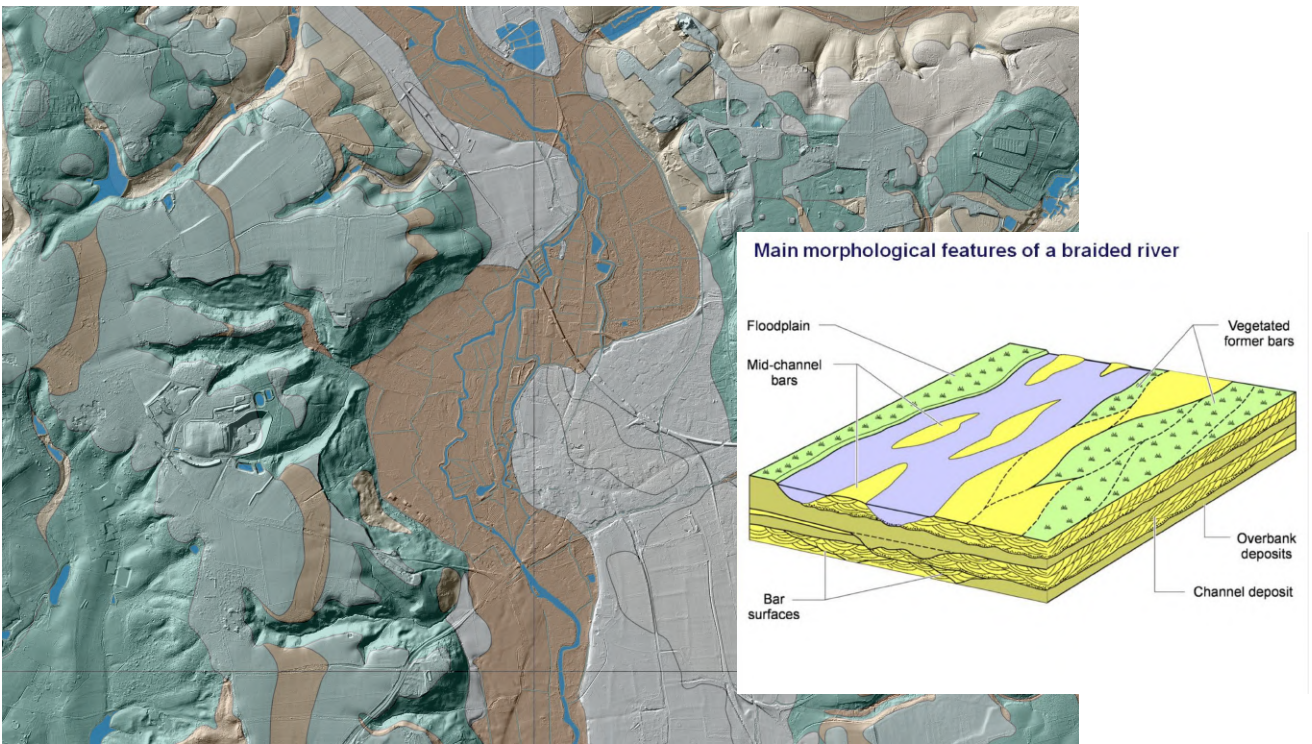 Main morphological features of a braided river
Floodplain
Vegetated
former bars
Mid-channel
bars
Overbank
deposits
Channel deposit
Bar
surfaces